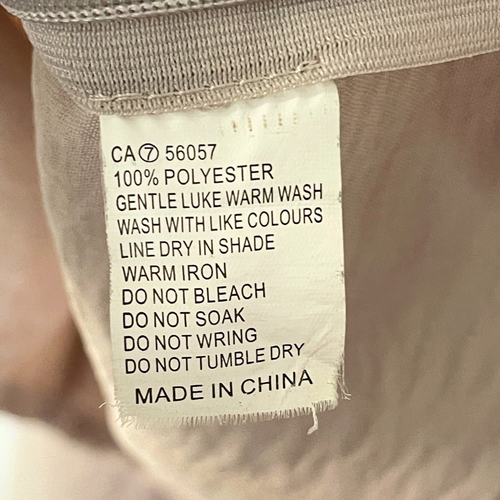 CA⑦ 56057
100% POLYESTER
GENTLE LUKE WARM WASH
WASH WITH LIKE COLOURS
LINE DRY IN SHADE
WARM IRON
DO NOT BLEACH
DO NOT SOAK
DO NOT WRING
DO NOT TUMBLE DRY
MADE IN CHINA